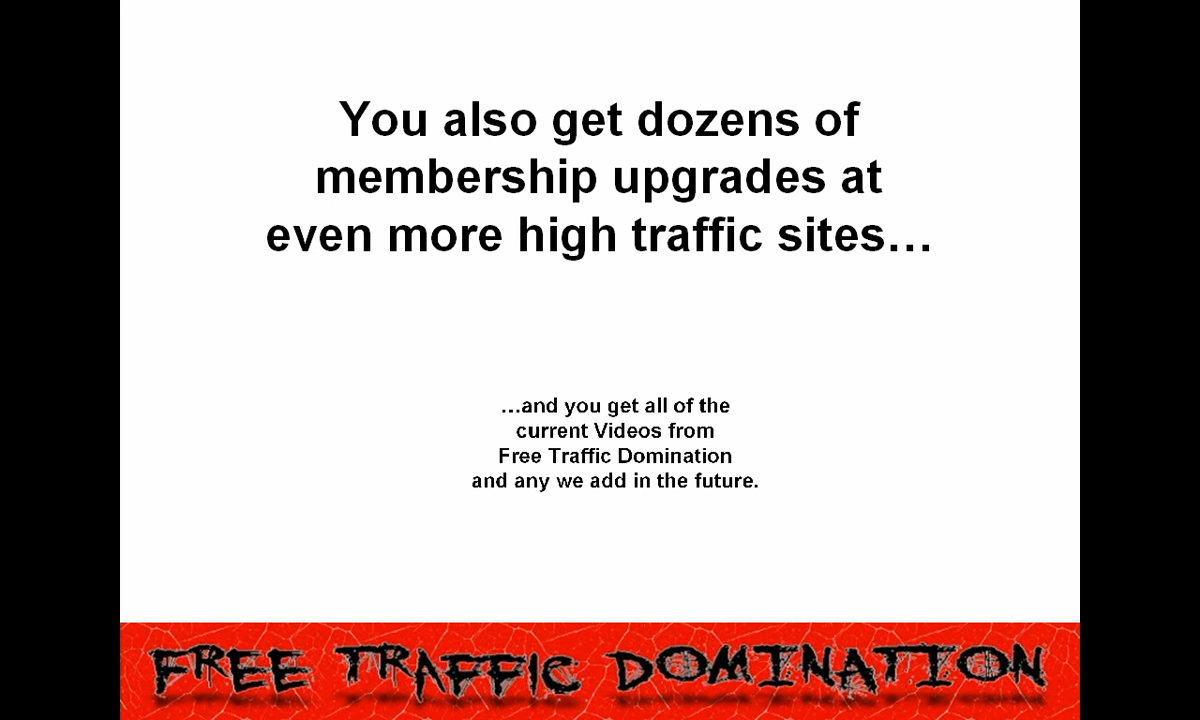 You also get dozens of
membership upgrades at
even more high traffic sites…
…and you get all of the
current Videos from
Free Traffic Domination
and any we add in the future.
FREE TRAFFIC DOMINATION